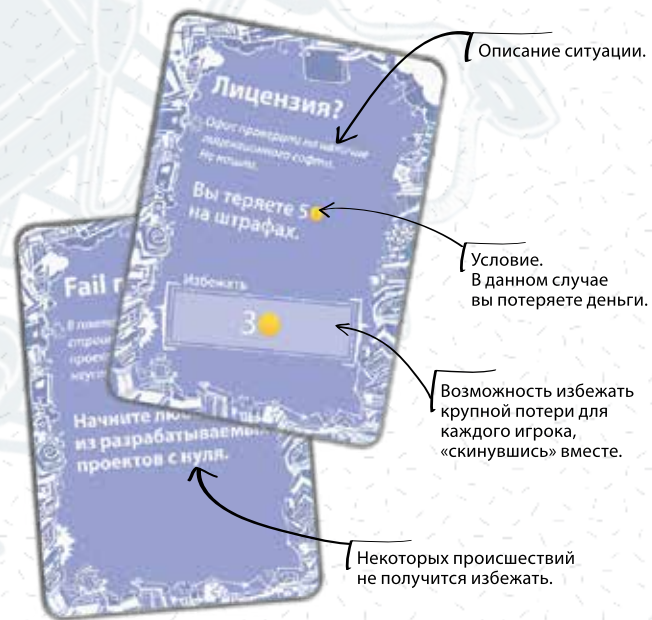 Лицензия?
Офис проверили на наличие
лицензионного софта.
Не нашли.
Вы теряете 5
на штрафах.
Избежать
3
Fail
Начните
из разрабатываемых
проектов с нуля.
Описание ситуации.
Условие.
В данном случае
вы потеряете деньги.
Возможность избежать
крупной потери для
каждого игрока,
«скинувшись» вместе.
Некоторых происшествий
не получится избежать.